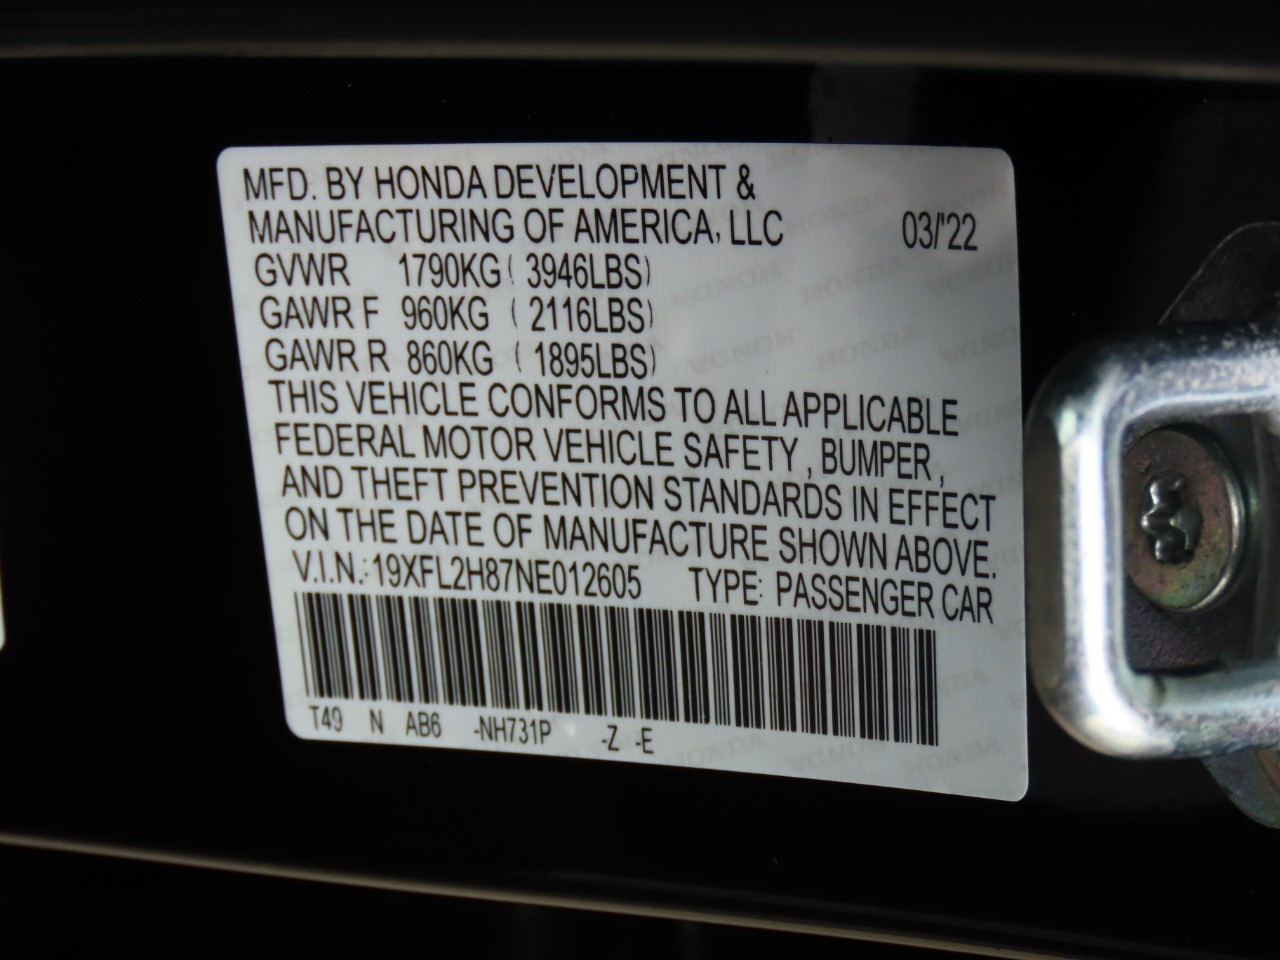 MFD. BY HONDA DEVELOPMENT &
MANUFACTURING OF AMERICA, LLC 03/'22
GVWR 1790KG ( 3946LBS)
GAWR F 960KG ( 2116LBS)
GAWR R 860KG ( 1895LBS)
THIS VEHICLE CONFORMS TO ALL APPLICABLE
FEDERAL MOTOR VEHICLE SAFETY , BUMPER ,
AND THEFT PREVENTION STANDARDS IN EFFECT
ON THE DATE OF MANUFACTURE SHOWN ABOVE.
V.I.N.: 19XFL2H87NE012605 TYPE: PASSENGER CAR
T49 N AB6 -NH731P -Z -E